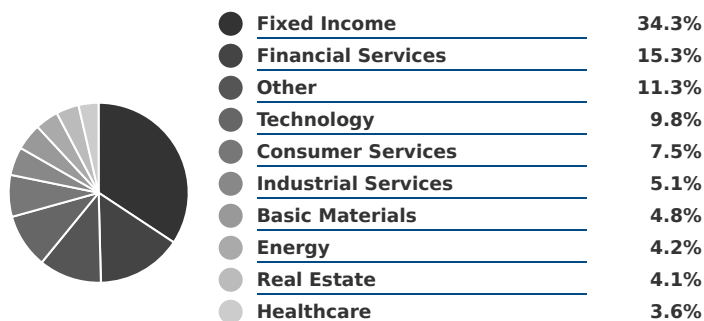 Fixed Income 34.3%
Financial Services 15.3%
Other 11.3%
Technology 9.8%
Consumer Services 7.5%
Industrial Services 5.1%
Basic Materials 4.8%
Energy 4.2%
Real Estate 4.1%
Healthcare 3.6%